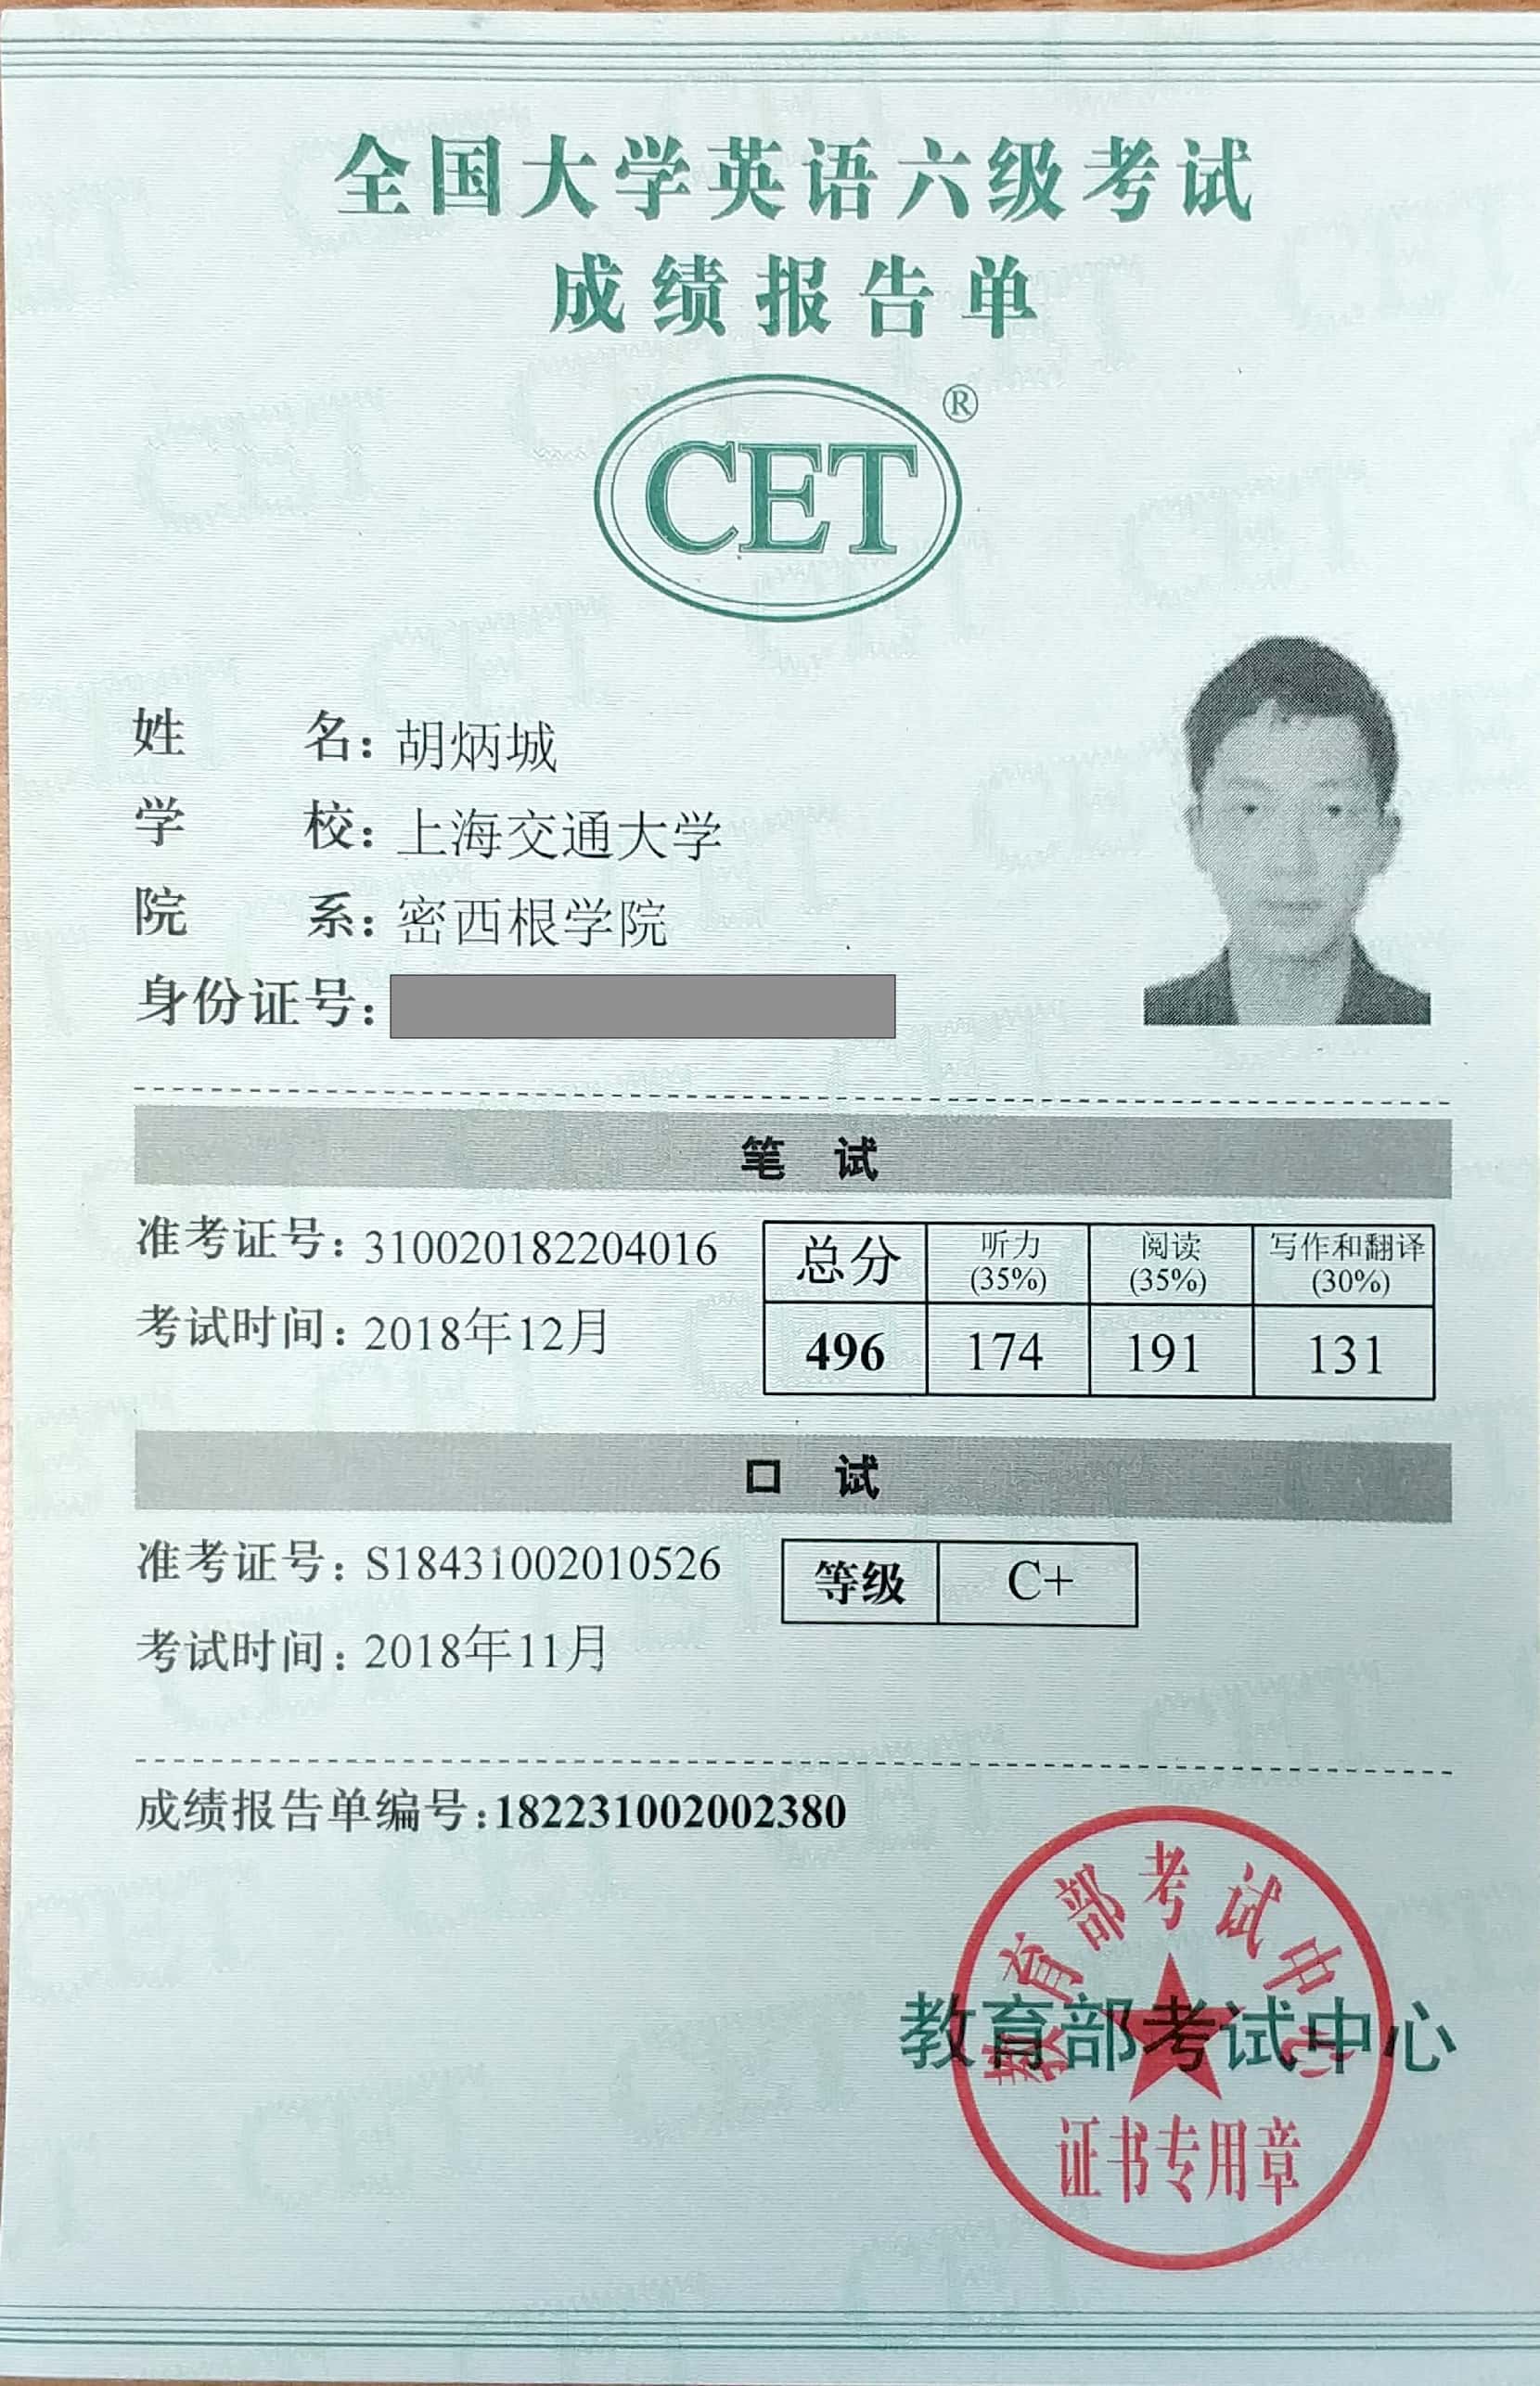 全国大学英语六级考试
成绩报告单
CET®
姓名：胡炳城
学校：上海交通大学
院系：密西根学院
身份证号：
笔试
准考证号：310020182204016
考试时间：2018年12月
总分 听力(35%) 阅读(35%) 写作和翻译(30%)
496 174 191 131
口试
准考证号：S18431002010526
考试时间：2018年11月
等级 C+
成绩报告单编号:182231002002380
教育部考试中心
教育部考试中心
证书专用章